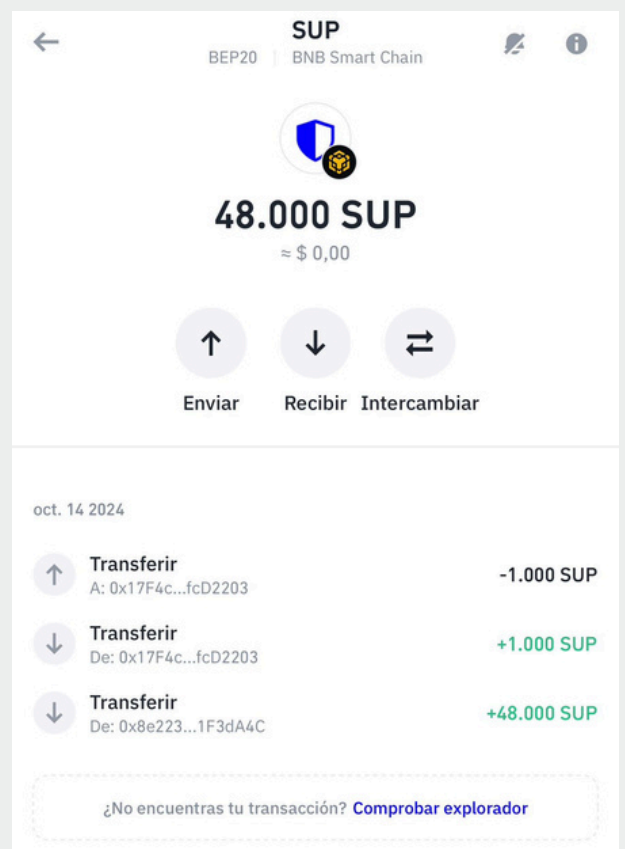 SUP
BEP20 | BNB Smart Chain
48.000 SUP
≈ $ 0,00
Enviar Recibir Intercambiar
oct. 14 2024
Transferir -1.000 SUP
A: 0x17F4c...fcD2203
Transferir +1.000 SUP
De: 0x17F4c...fcD2203
Transferir +48.000 SUP
De: 0x8e223...1F3dA4C
¿No encuentras tu transacción? Comprobar explorador